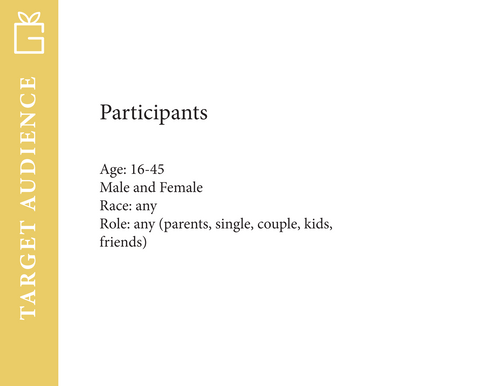 TARGET AUDIENCE
Participants
Age: 16-45
Male and Female
Race: any
Role: any (parents, single, couple, kids,
friends)